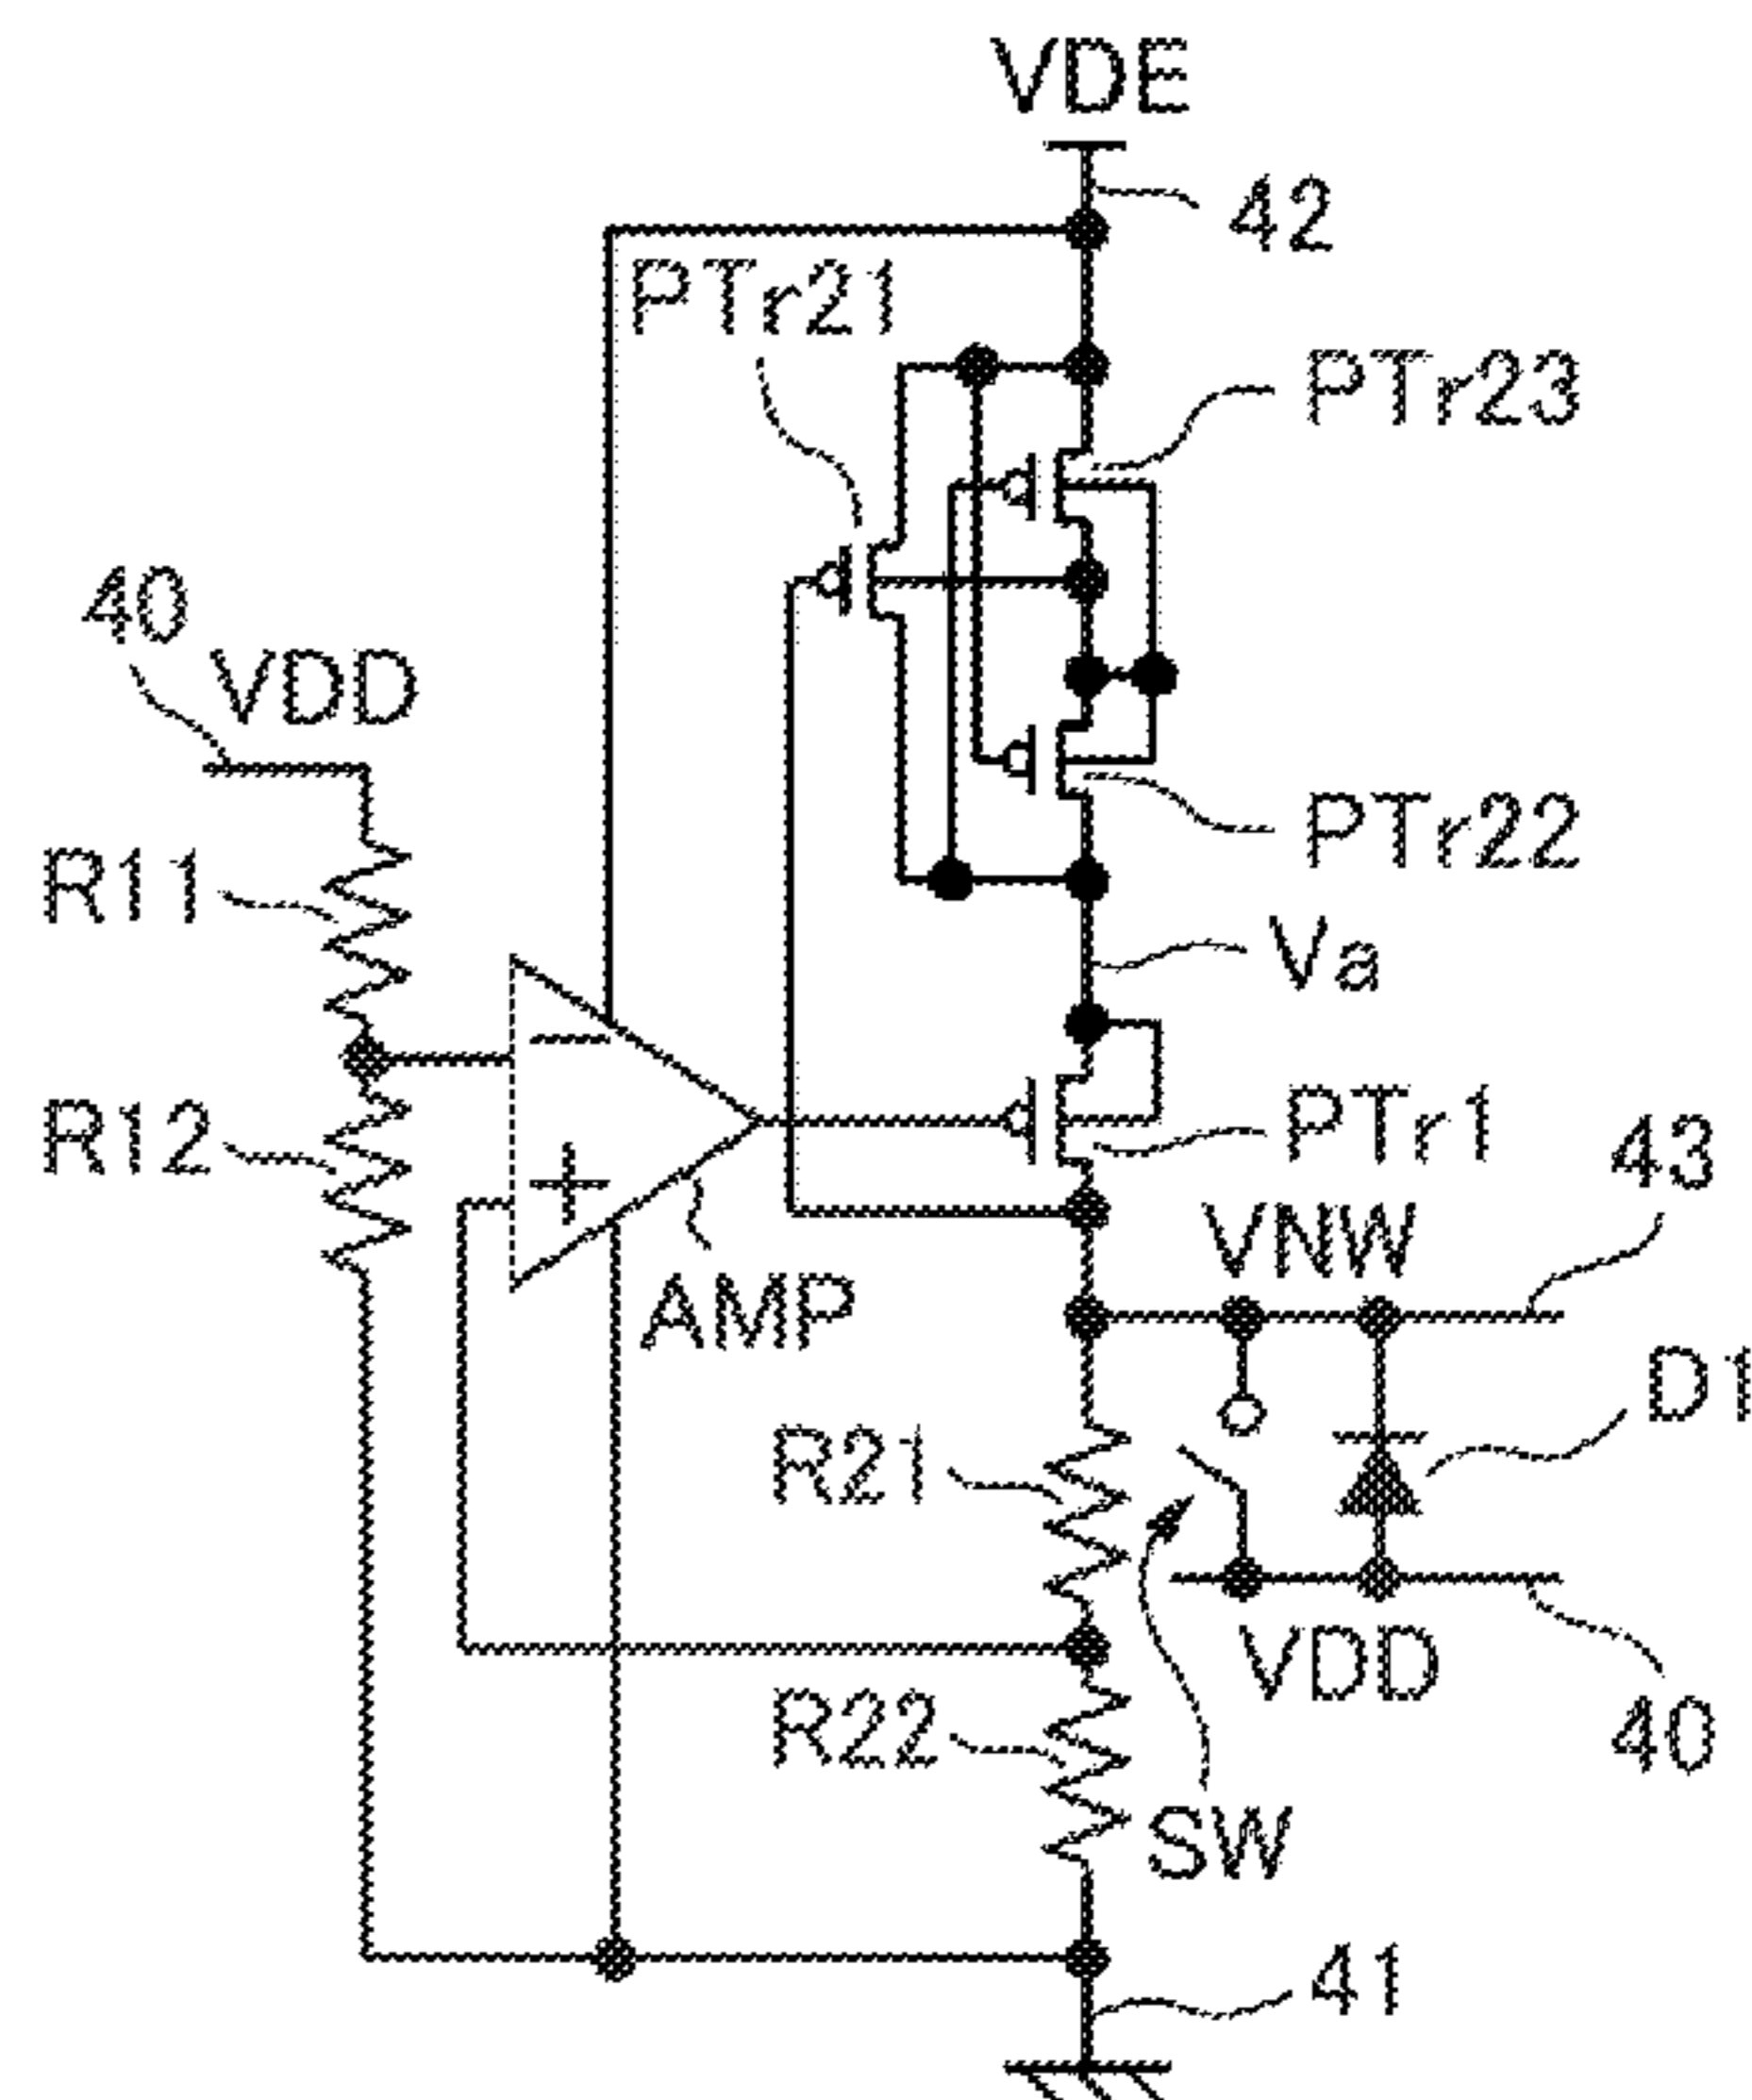 VDE
42
PTr21
PTr23
40
VDD
PTr22
R11
Va
−
R12
PTr1
43
+
VNW
AMP
D1
R21
VDD
R22
40
SW
41